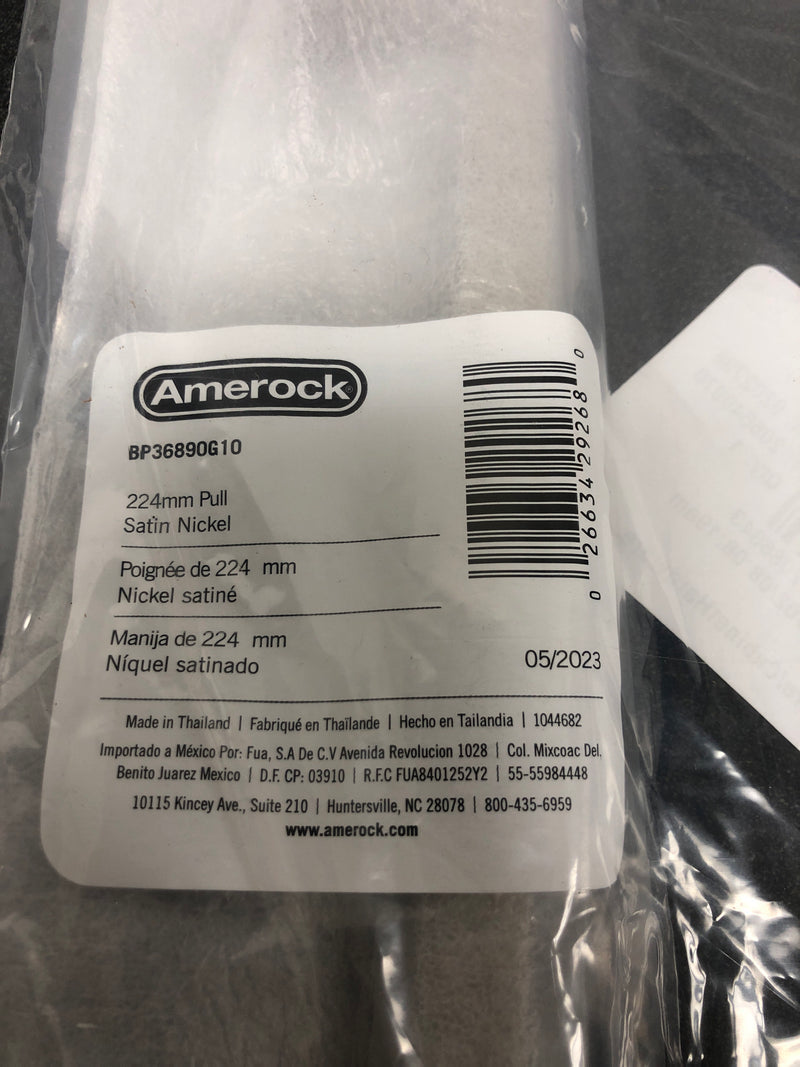 Amerock®
BP36890G10
224mm Pull
Satin Nickel
Poignée de 224 mm
Nickel satiné
Manija de 224 mm
Níquel satinado
0 26634 29268 0
05/2023
Made in Thailand | Fabriqué en Thaïlande | Hecho en Tailandia | 1044682
Importado a México Por: Fua, S.A De C.V Avenida Revolucion 1028 | Col. Mixcoac Del.
Benito Juarez Mexico | D.F. CP: 03910 | R.F.C FUA8401252Y2 | 55-55984448
10115 Kincey Ave., Suite 210 | Huntersville, NC 28078 | 800-435-6959
www.amerock.com